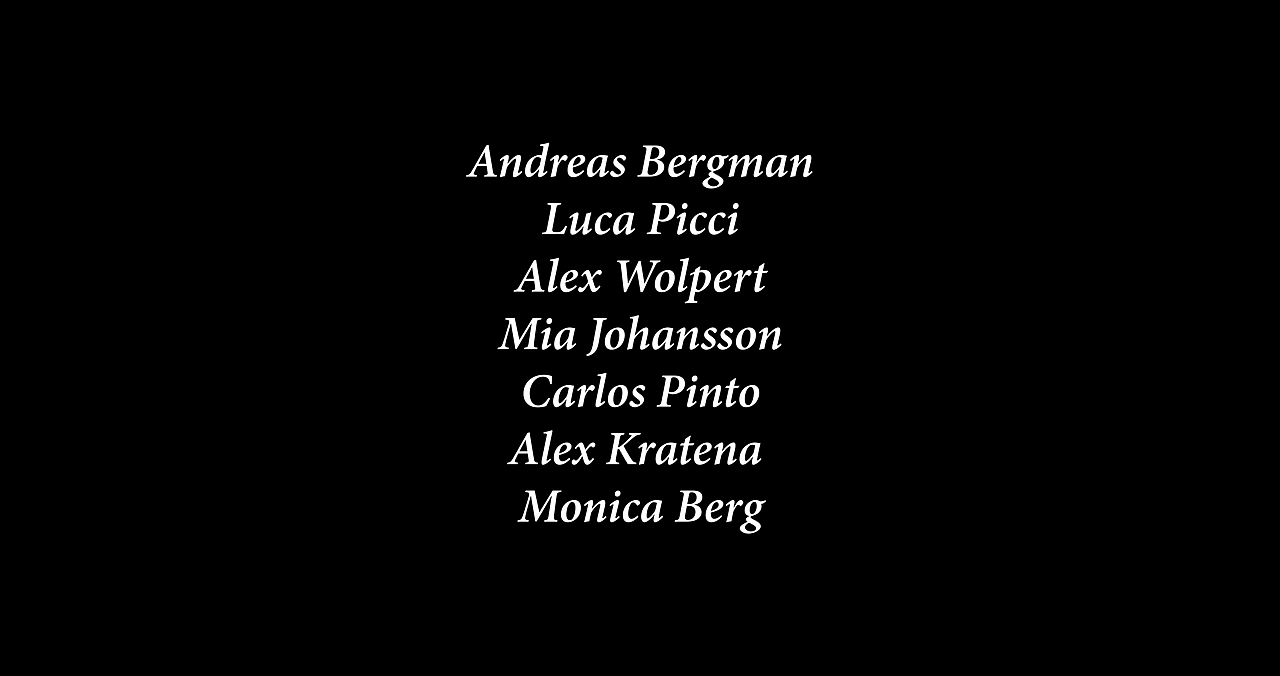 Andreas Bergman
Luca Picci
Alex Wolpert
Mia Johansson
Carlos Pinto
Alex Kratena
Monica Berg